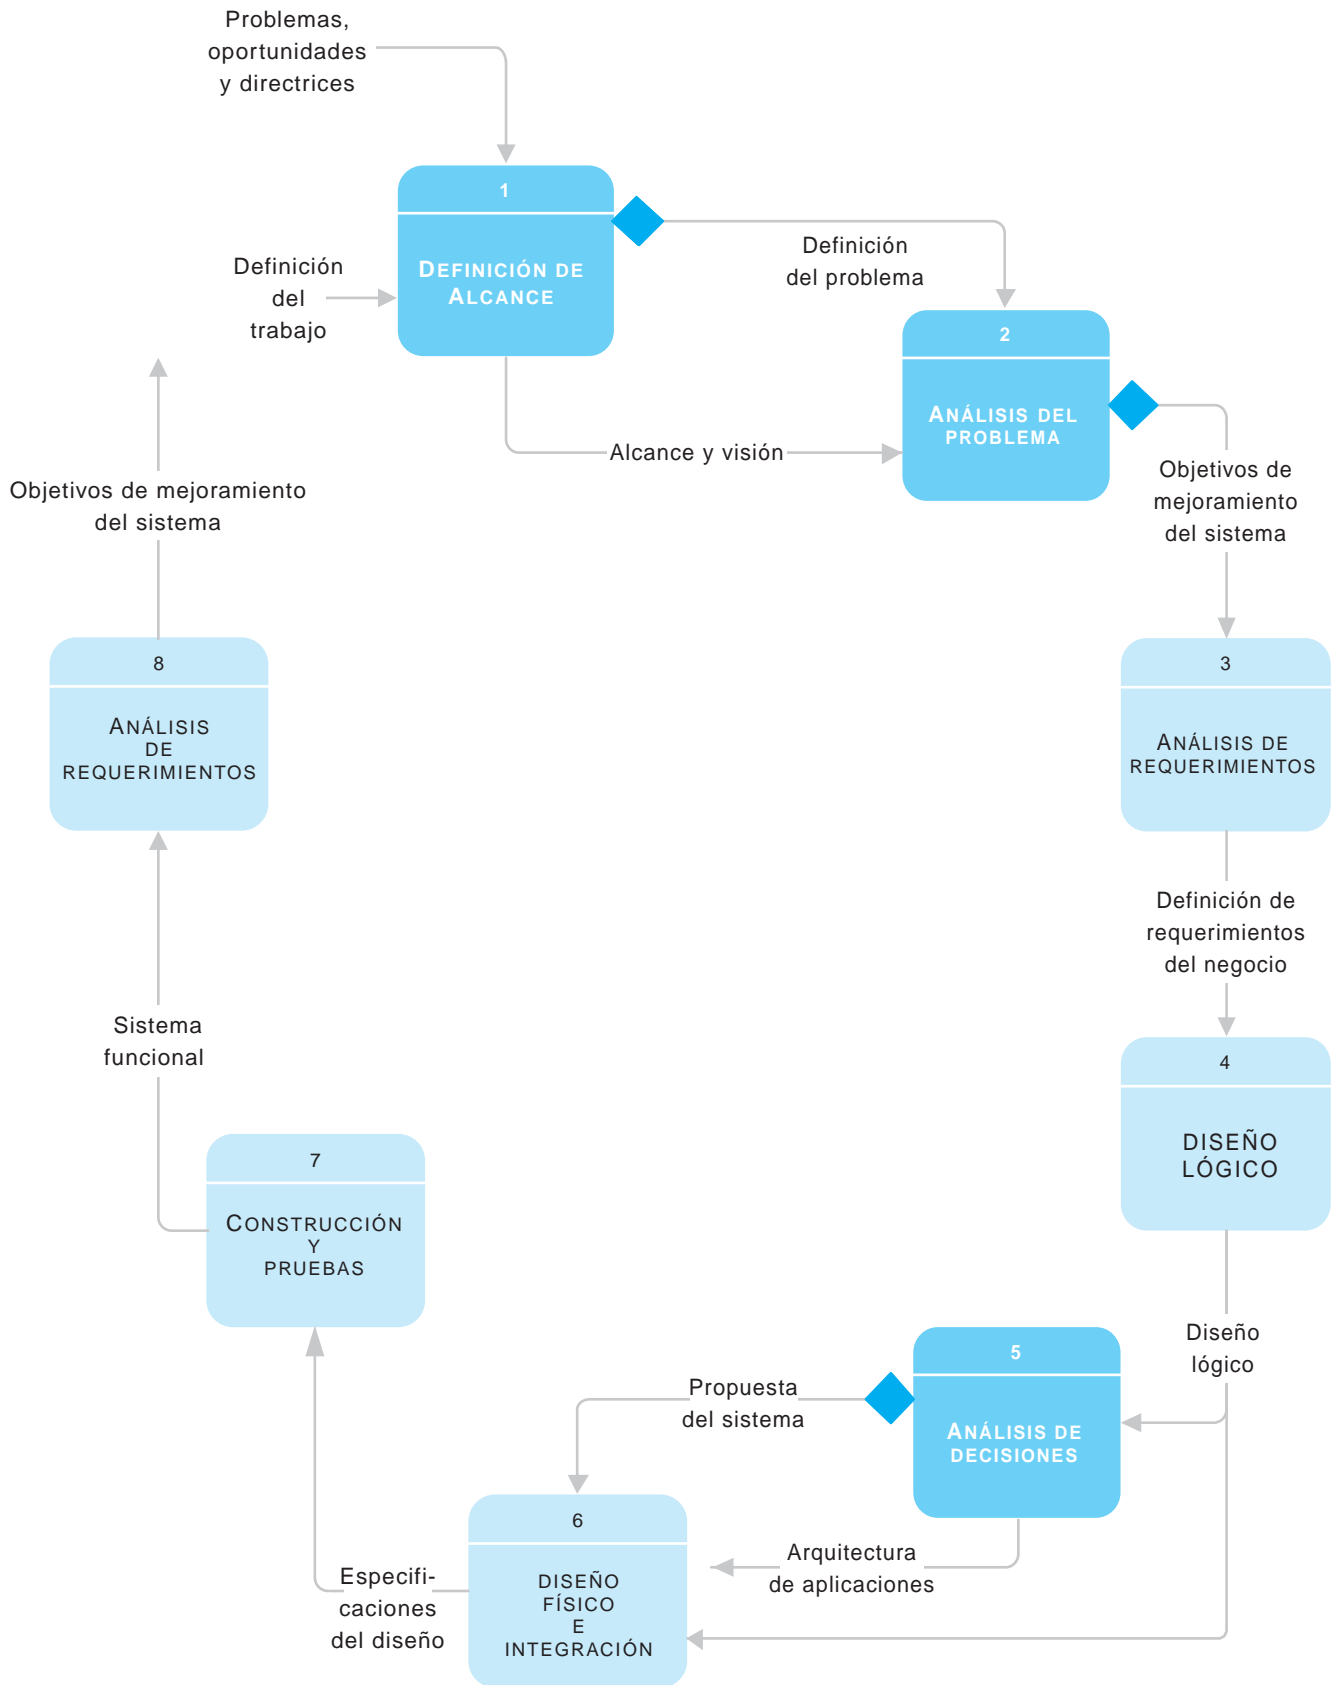 Problemas,
oportunidades
y directrices
1
DEFINICIÓN DE
ALCANCE
Definición
del
trabajo
Definición
del problema
2
ANÁLISIS DEL
PROBLEMA
Alcance y visión
Objetivos de
mejoramiento
del sistema
Objetivos de mejoramiento
del sistema
8
ANÁLISIS
DE
REQUERIMIENTOS
3
ANÁLISIS DE
REQUERIMIENTOS
Definición de
requerimientos
del negocio
Sistema
funcional
4
DISEÑO
LÓGICO
7
CONSTRUCCIÓN
Y
PRUEBAS
Diseño
lógico
5
ANÁLISIS DE
DECISIONES
Propuesta
del sistema
6
DISEÑO
FÍSICO
E
INTEGRACIÓN
Arquitectura
de aplicaciones
Especifi-
caciones
del diseño